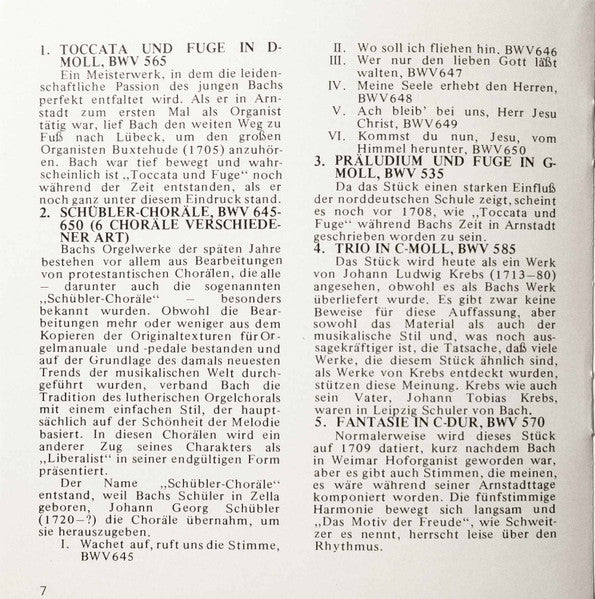 1. TOCCATA UND FUGE IN D-
MOLL, BWV 565
Ein Meisterwerk, in dem die leiden-
schaftliche Passion des jungen Bachs
perfekt entfaltet wird. Als er in Arn-
stadt zum ersten Mal als Organist
tätig war, lief Bach den weiten Weg zu
Fuß nach Lübeck, um den großen
Organisten Buxtehude (1705) anzuhör-
en. Bach war tief bewegt und wahr-
scheinlich ist „Toccata und Fuge" noch
während der Zeit entstanden, als er
noch ganz unter diesem Eindruck stand.
2. SCHÜBLER-CHORÄLE, BWV 645-
650 (6 CHORÄLE VERSCHIEDE-
NER ART)
Bachs Orgelwerke der späten Jahre
bestehen vor allem aus Bearbeitungen
von protestantischen Chorälen, die alle
– darunter auch die sogenannten
„Schübler-Choräle" – besonders
bekannt wurden. Obwohl die Bear-
beitungen mehr oder weniger aus dem
Kopieren der Originaltexturen für Or-
gelmanuale und -pedale bestanden und
auf der Grundlage des damals neuesten
Trends der musikalischen Welt durch-
geführt wurden, verband Bach die
Tradition des lutherischen Orgelchorals
mit einem einfachen Stil, der haupt-
sächlich auf der Schönheit der Melodie
basiert. In diesen Chorälen wird ein
anderer Zug seines Charakters als
„Liberalist" in seiner endgültigen Form
präsentiert.
Der Name „Schübler-Choräle"
entstand, weil Bachs Schüler in Zella
geboren, Johann Georg Schübler
(1720–?) die Choräle übernahm, um
sie herauszugeben.
I. Wachet auf, ruft uns die Stimme,
BWV645
7
II. Wo soll ich fliehen hin, BWV646
III. Wer nur den lieben Gott läßt
walten, BWV647
IV. Meine Seele erhebt den Herren,
BWV648
V. Ach bleib' bei uns, Herr Jesu
Christ, BWV649
VI. Kommst du nun, Jesu, vom
Himmel herunter, BWV650
3. PRÄLUDIUM UND FUGE IN G-
MOLL, BWV 535
Da das Stück einen starken Einfluß
der norddeutschen Schule zeigt, scheint
es noch vor 1708, wie „Toccata und
Fuge" während Bachs Zeit in Arnstadt
geschrieben worden zu sein.
4. TRIO IN C-MOLL, BWV 585
Das Stück wird heute als ein Werk
von Johann Ludwig Krebs (1713–80)
angesehen, obwohl es als Bachs Werk
überliefert wurde. Es gibt zwar keine
Beweise für diese Auffassung, aber
sowohl das Material als auch der
musikalische Stil und, was noch aus-
sagekräftiger ist, die Tatsache, daß viele
Werke, die diesem Stück ähnlich sind,
als Werke von Krebs entdeckt wurden,
stützen diese Meinung. Krebs wie auch
sein Vater, Johann Tobias Krebs,
waren in Leipzig Schuler von Bach.
5. FANTASIE IN C-DUR, BWV 570
Normalerweise wird dieses Stück
auf 1709 datiert, kurz nachdem Bach
in Weimar Hoforganist geworden war,
aber es gibt auch Stimmen, die meinen,
es wäre während seiner Arnstadttage
komponiert worden. Die fünfstimmige
Harmonie bewegt sich langsam und
„Das Motiv der Freude", wie Schweit-
zer es nennt, herrscht leise über den
Rhythmus.